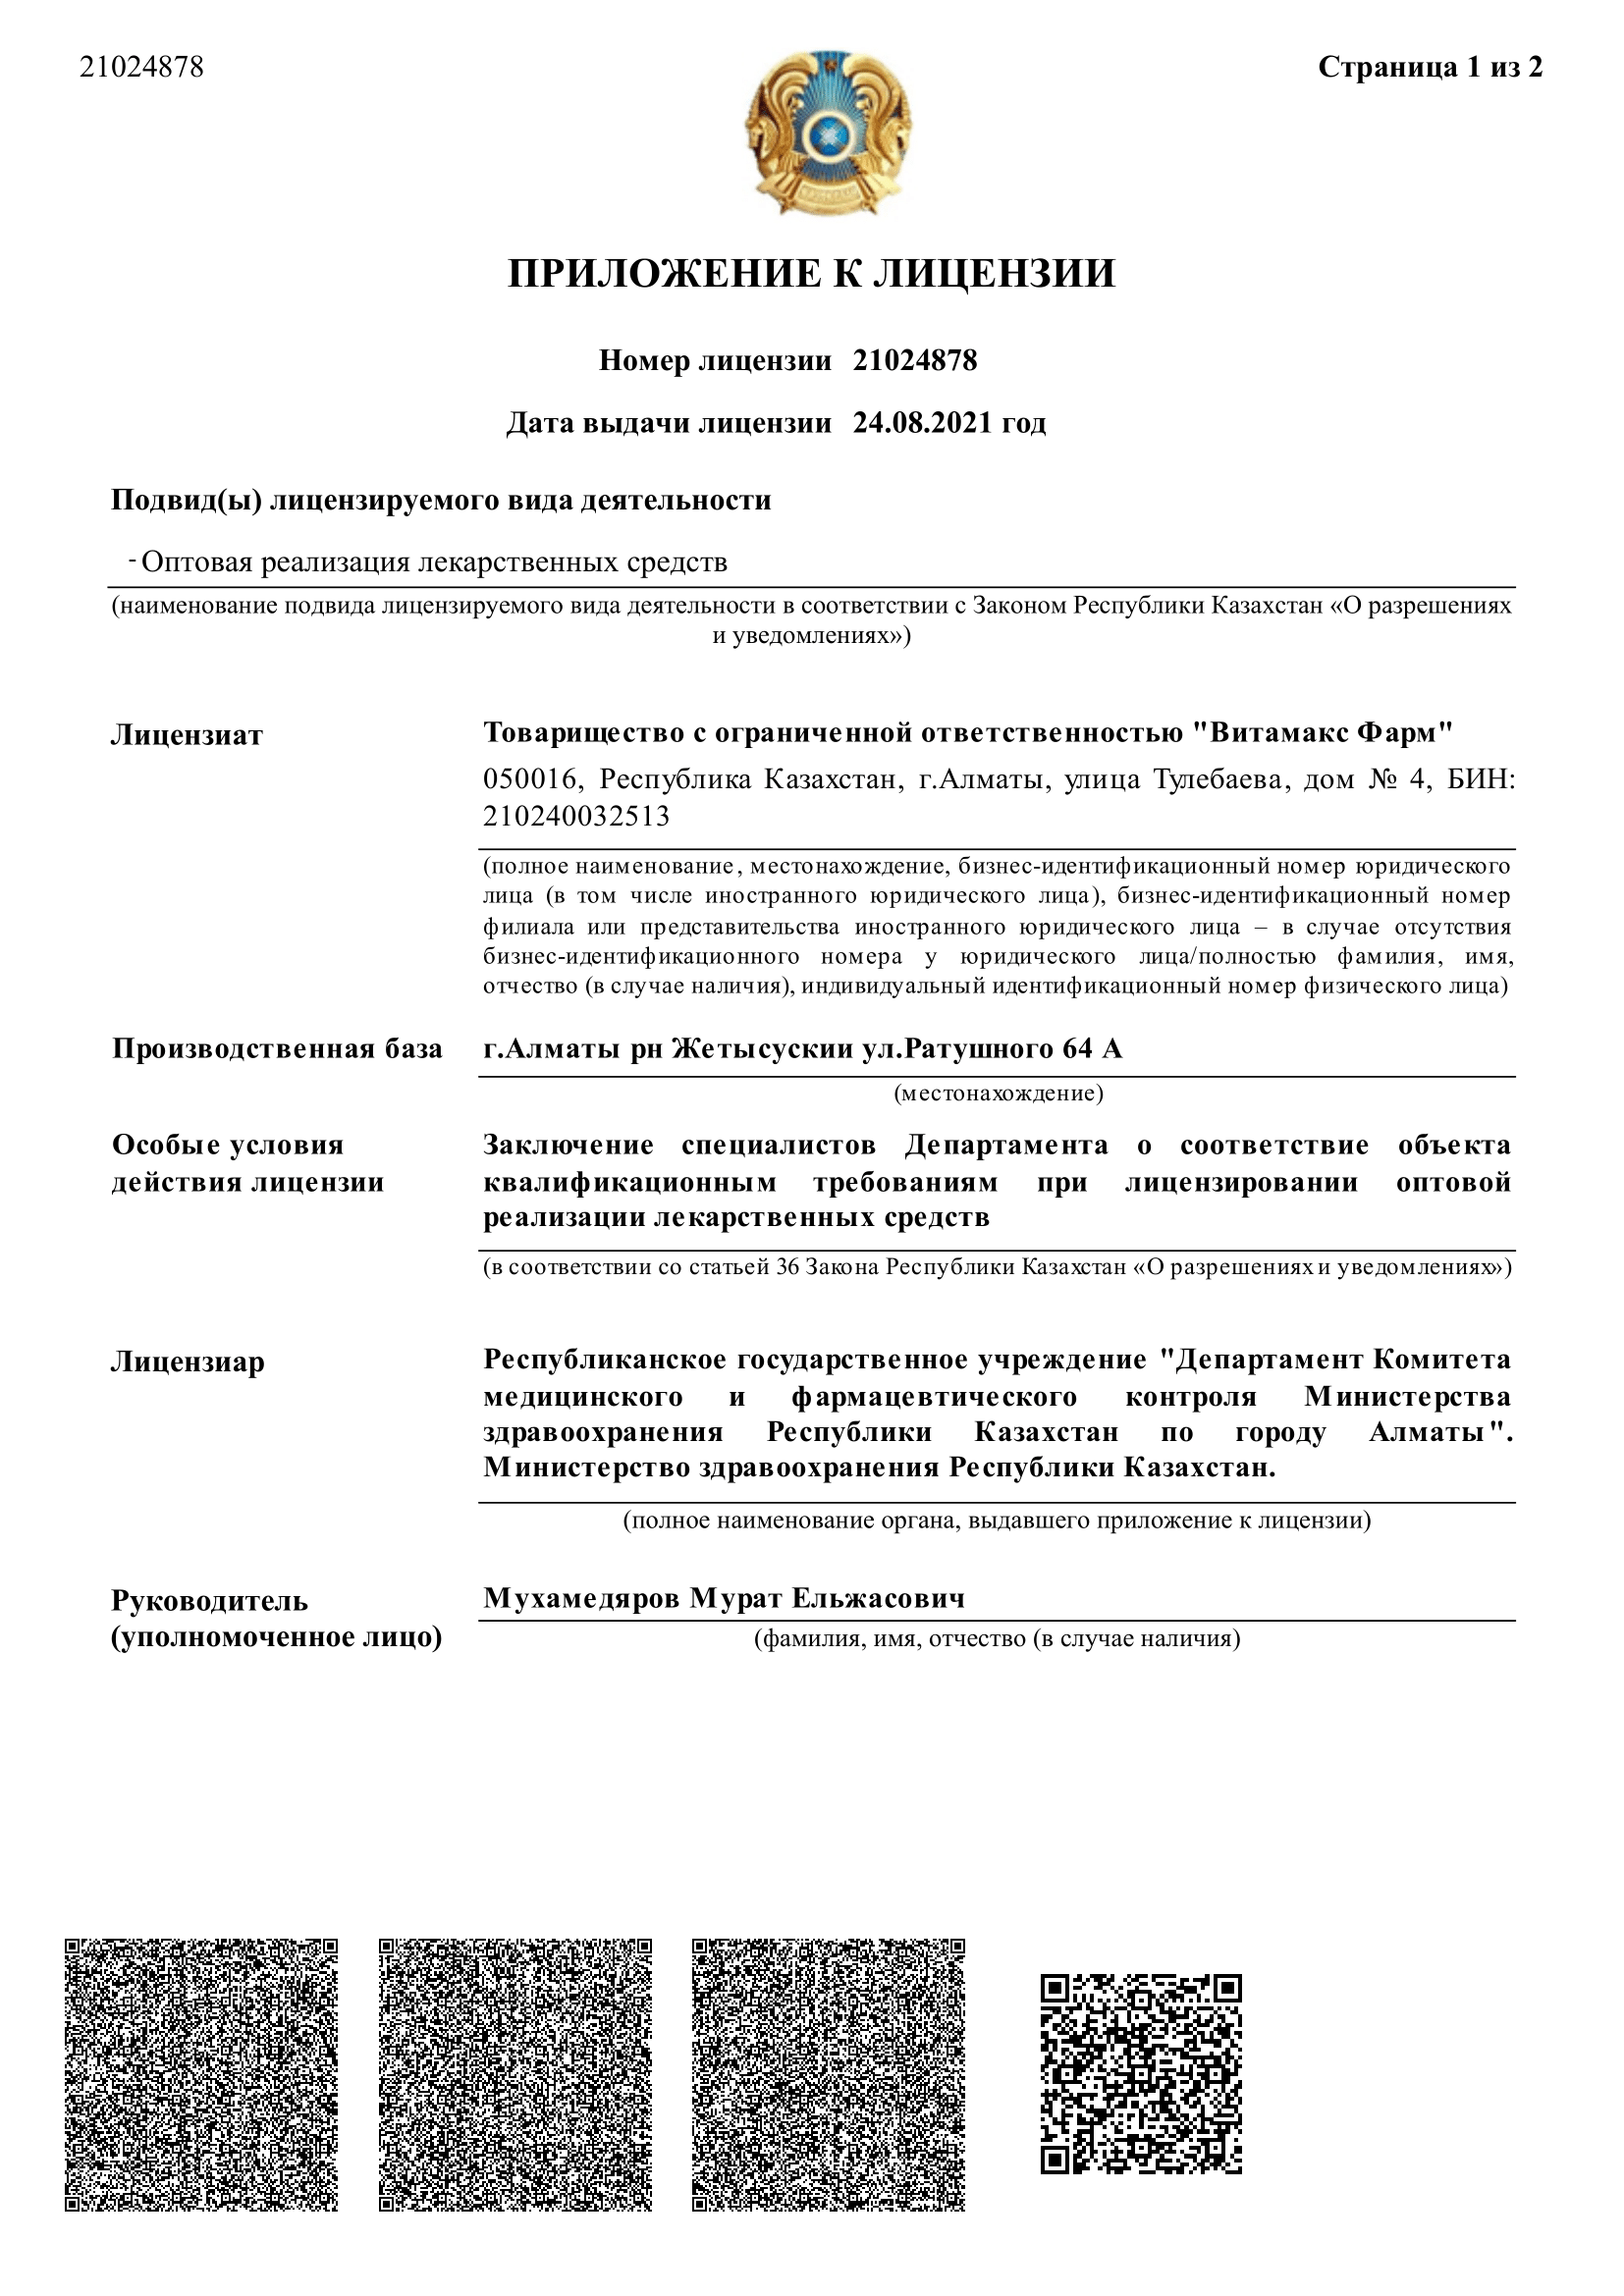 21024878
Страница 1 из 2
ПРИЛОЖЕНИЕ К ЛИЦЕНЗИИ
Номер лицензии 21024878
Дата выдачи лицензии 24.08.2021 год
Подвид(ы) лицензируемого вида деятельности
- Оптовая реализация лекарственных средств
(наименование подвида лицензируемого вида деятельности в соответствии с Законом Республики Казахстан «О разрешениях
и уведомлениях»)
Лицензиат
Товарищество с ограниченной ответственностью "Витамакс Фарм"
050016, Республика Казахстан, г.Алматы, улица Тулебаева, дом № 4, БИН:
210240032513
(полное наименование, местонахождение, бизнес-идентификационный номер юридического
лица (в том числе иностранного юридического лица), бизнес-идентификационный номер
филиала или представительства иностранного юридического лица – в случае отсутствия
бизнес-идентификационного номера у юридического лица/полностью фамилия, имя,
отчество (в случае наличия), индивидуальный идентификационный номер физического лица)
Производственная база
г.Алматы рн Жетысускии ул.Ратушного 64 А
(местонахождение)
Особые условия
действия лицензии
Заключение специалистов Департамента о соответствие объекта
квалификационным требованиям при лицензировании оптовой
реализации лекарственных средств
(в соответствии со статьей 36 Закона Республики Казахстан «О разрешениях и уведомлениях»)
Лицензиар
Республиканское государственное учреждение "Департамент Комитета
медицинского и фармацевтического контроля Министерства
здравоохранения Республики Казахстан по городу Алматы".
Министерство здравоохранения Республики Казахстан.
(полное наименование органа, выдавшего приложение к лицензии)
Руководитель
(уполномоченное лицо)
Мухамедяров Мурат Ельжасович
(фамилия, имя, отчество (в случае наличия)